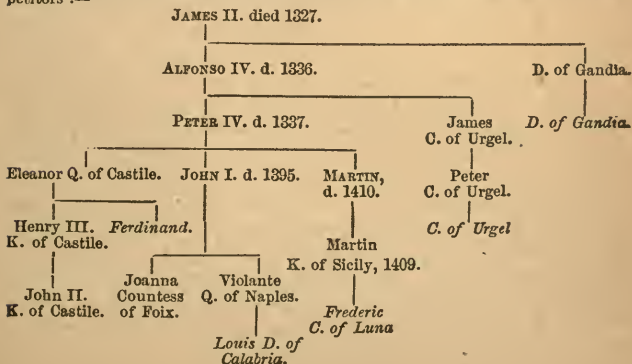 petitors :—
JAMES II. died 1327.
ALFONSO IV. d. 1336.
D. of Gandia.
PETER IV. d. 1337.
James
C. of Urgel.
D. of Gandia.
Eleanor Q. of Castile.
JOHN I. d. 1395.
MARTIN,
d. 1410.
Peter
C. of Urgel.
Henry III.
K. of Castile.
Ferdinand.
Martin
K. of Sicily, 1409.
C. of Urgel
John II.
K. of Castile.
Joanna
Countess
of Foix.
Violante
Q. of Naples.
Frederic
C. of Luna
Louis D. of
Calabria.